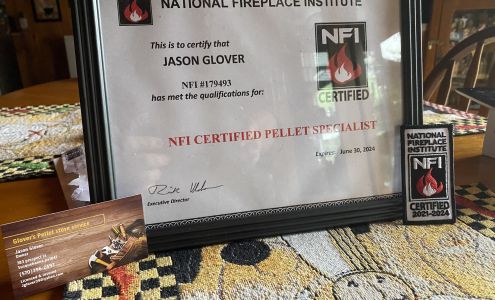 NATIONAL FIREPLACE INSTITUTE
This is to certify that
JASON GLOVER
NFI #179493
has met the qualifications for:
NFI
CERTIFIED
NFI CERTIFIED PELLET SPECIALIST
Expires: June 30, 2024
Executive Director
NATIONAL
FIREPLACE
INSTITUTE
NFI
CERTIFIED
2021-2024
Glover's Pellet stove service
Jason Glover
Owner